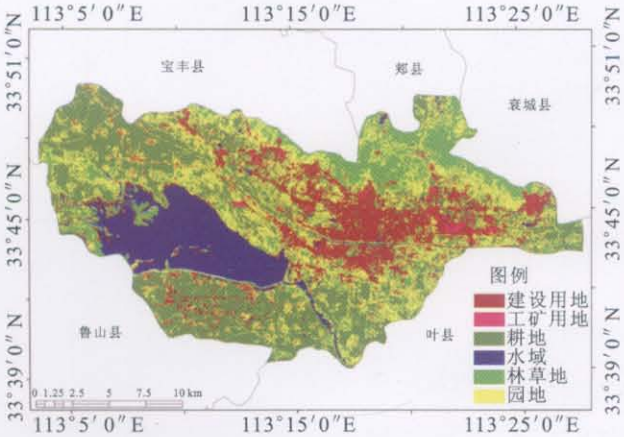 113°5′0″E 113°15′0″E 113°25′0″E
33°51′0″N 33°51′0″N
宝丰县 郏县 襄城县
33°45′0″N 33°45′0″N
图例
建设用地
工矿用地
耕地
水域
林草地
园地
鲁山县 叶县
33°39′0″N 33°39′0″N
0 1.25 2.5 5 7.5 10 km
113°5′0″E 113°15′0″E 113°25′0″E